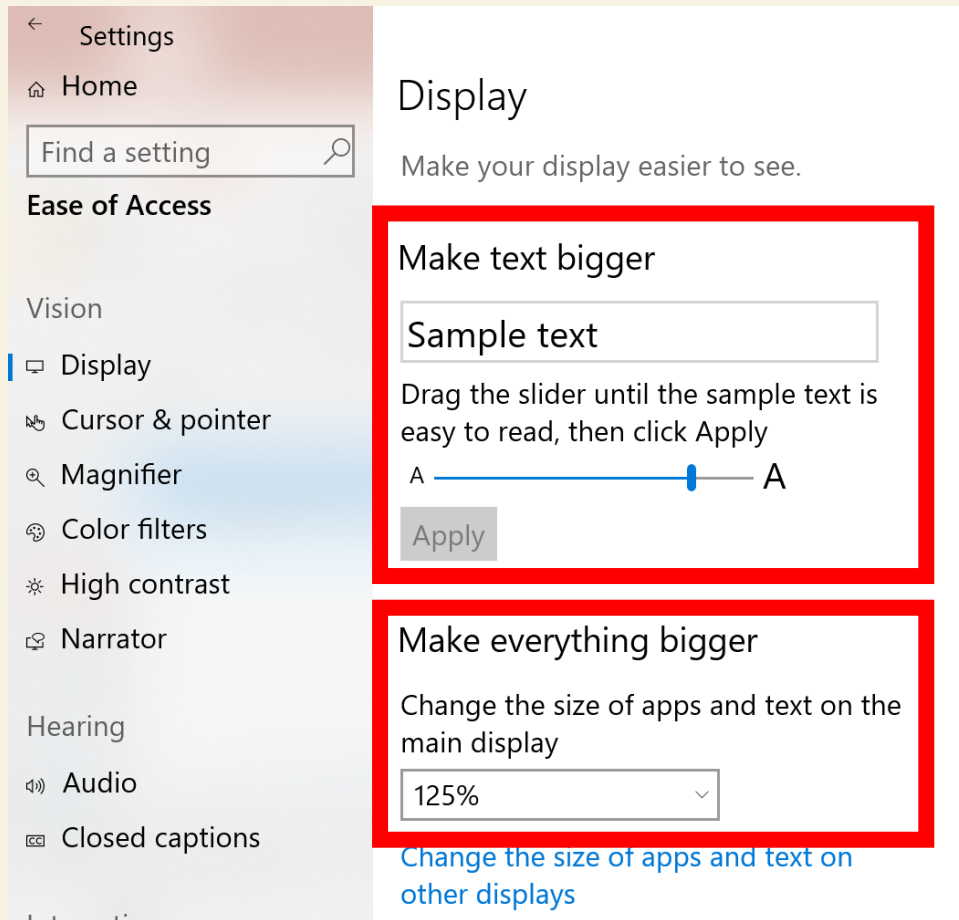 Settings
Home
Find a setting
Ease of Access
Vision
Display
Cursor & pointer
Magnifier
Color filters
High contrast
Narrator
Hearing
Audio
CC
Closed captions
Display
Make your display easier to see.
Make text bigger
Sample text
Drag the slider until the sample text is
easy to read, then click Apply
A A
Apply
Make everything bigger
Change the size of apps and text on the
main display
125%
Change the size of apps and text on
other displays